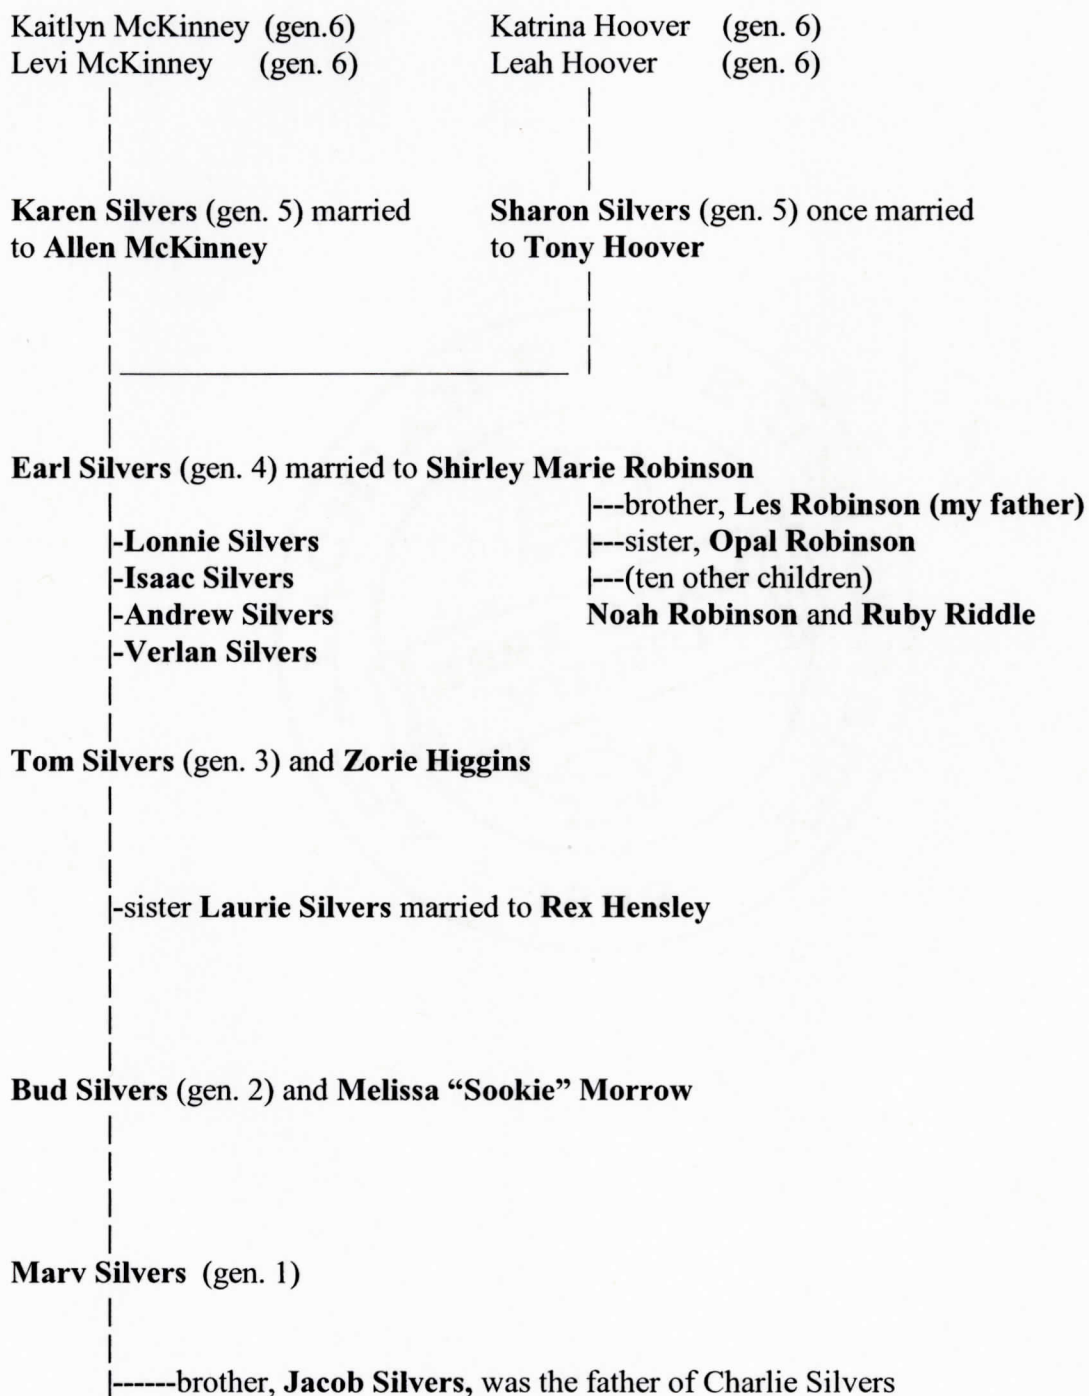 Kaitlyn McKinney (gen.6) Katrina Hoover (gen. 6)
Levi McKinney (gen. 6) Leah Hoover (gen. 6)
Karen Silvers (gen. 5) married Sharon Silvers (gen. 5) once married
to Allen McKinney to Tony Hoover
Earl Silvers (gen. 4) married to Shirley Marie Robinson
|---brother, Les Robinson (my father)
|-Lonnie Silvers |---sister, Opal Robinson
|-Isaac Silvers |---(ten other children)
|-Andrew Silvers Noah Robinson and Ruby Riddle
|-Verlan Silvers
Tom Silvers (gen. 3) and Zorie Higgins
|-sister Laurie Silvers married to Rex Hensley
Bud Silvers (gen. 2) and Melissa “Sookie” Morrow
Marv Silvers (gen. 1)
|------brother, Jacob Silvers, was the father of Charlie Silvers